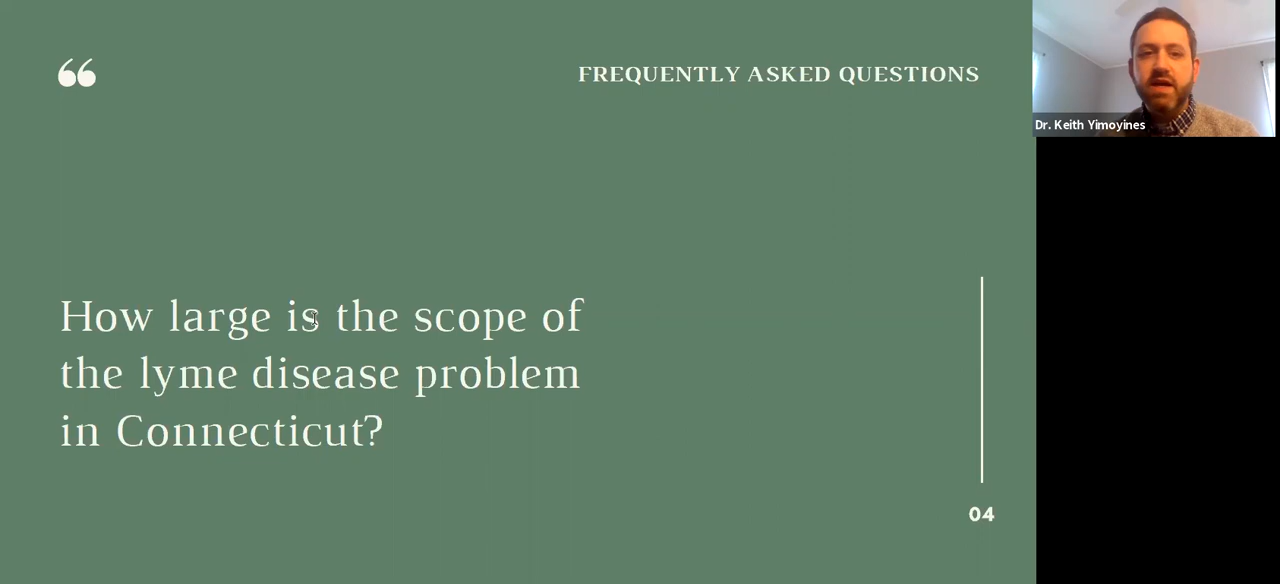 “
FREQUENTLY ASKED QUESTIONS
Dr. Keith Yimoyines
How large is the scope of
the lyme disease problem
in Connecticut?
04